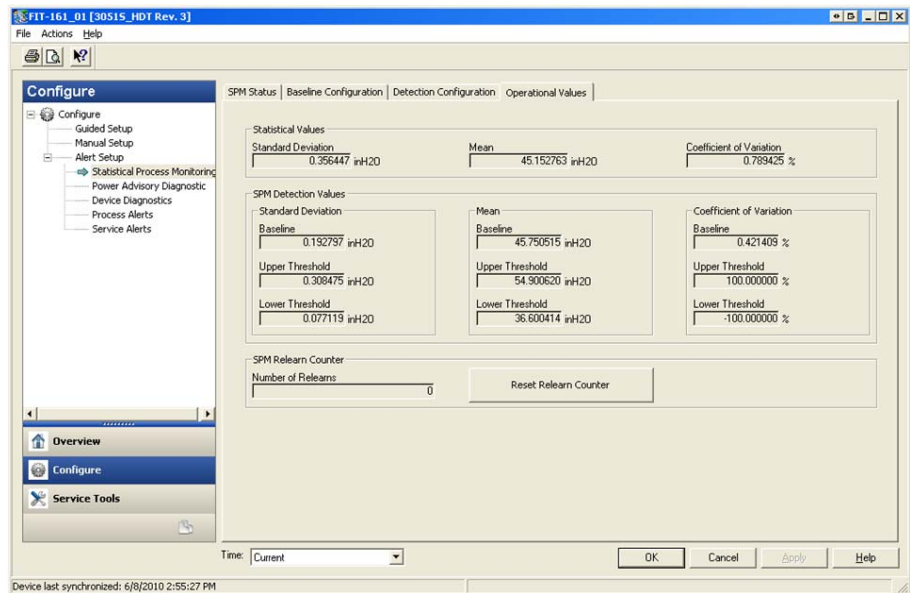 FIT-161_01 [3051S_HDT Rev. 3]
File Actions Help
Configure
Configure
Guided Setup
Manual Setup
Alert Setup
Statistical Process Monitoring
Power Advisory Diagnostic
Device Diagnostics
Process Alerts
Service Alerts
Overview
Configure
Service Tools
SPM Status Baseline Configuration Detection Configuration Operational Values
Statistical Values
Standard Deviation Mean Coefficient of Variation
0.356447 inH2O 45.152763 inH2O 0.789425 %
SPM Detection Values
Standard Deviation Mean Coefficient of Variation
Baseline Baseline Baseline
0.192797 inH2O 45.750515 inH2O 0.421409 %
Upper Threshold Upper Threshold Upper Threshold
0.308475 inH2O 54.900620 inH2O 100.000000 %
Lower Threshold Lower Threshold Lower Threshold
0.077119 inH2O 36.600414 inH2O -100.000000 %
SPM Relearn Counter
Number of Relearns
0 Reset Relearn Counter
Time: Current
OK Cancel Apply Help
Device last synchronized: 6/8/2010 2:55:27 PM